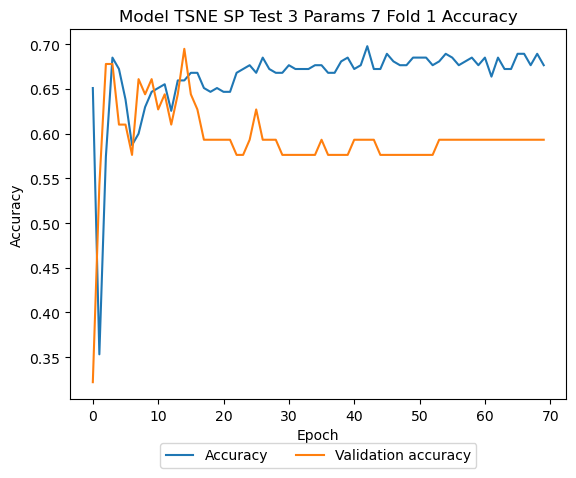 Model TSNE SP Test 3 Params 7 Fold 1 Accuracy
0.70
0.65
0.60
0.55
0.50
0.45
0.40
0.35
Accuracy
0 10 20 30 40 50 60 70
Epoch
Accuracy Validation accuracy